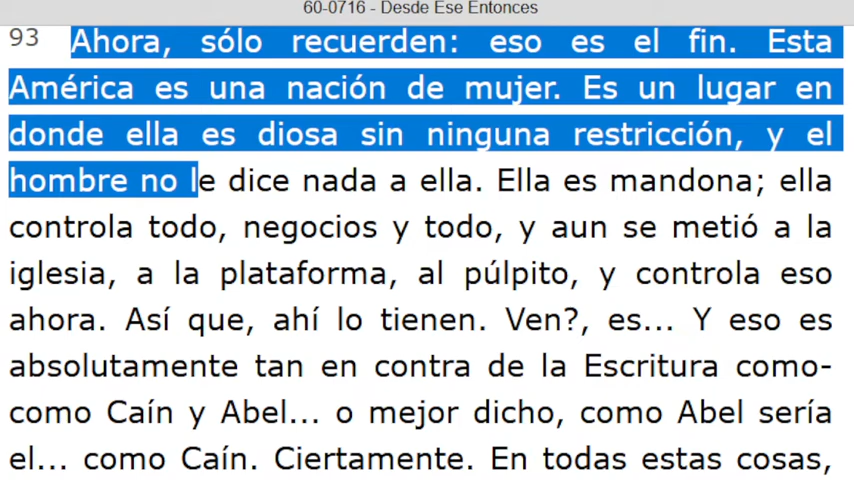 60-0716 - Desde Ese Entonces
93 Ahora, sólo recuerden: eso es el fin. Esta
América es una nación de mujer. Es un lugar en
donde ella es diosa sin ninguna restricción, y el
hombre no le dice nada a ella. Ella es mandona; ella
controla todo, negocios y todo, y aun se metió a la
iglesia, a la plataforma, al púlpito, y controla eso
ahora. Así que, ahí lo tienen. Ven?, es... Y eso es
absolutamente tan en contra de la Escritura como-
como Caín y Abel... o mejor dicho, como Abel sería
el... como Caín. Ciertamente. En todas estas cosas,